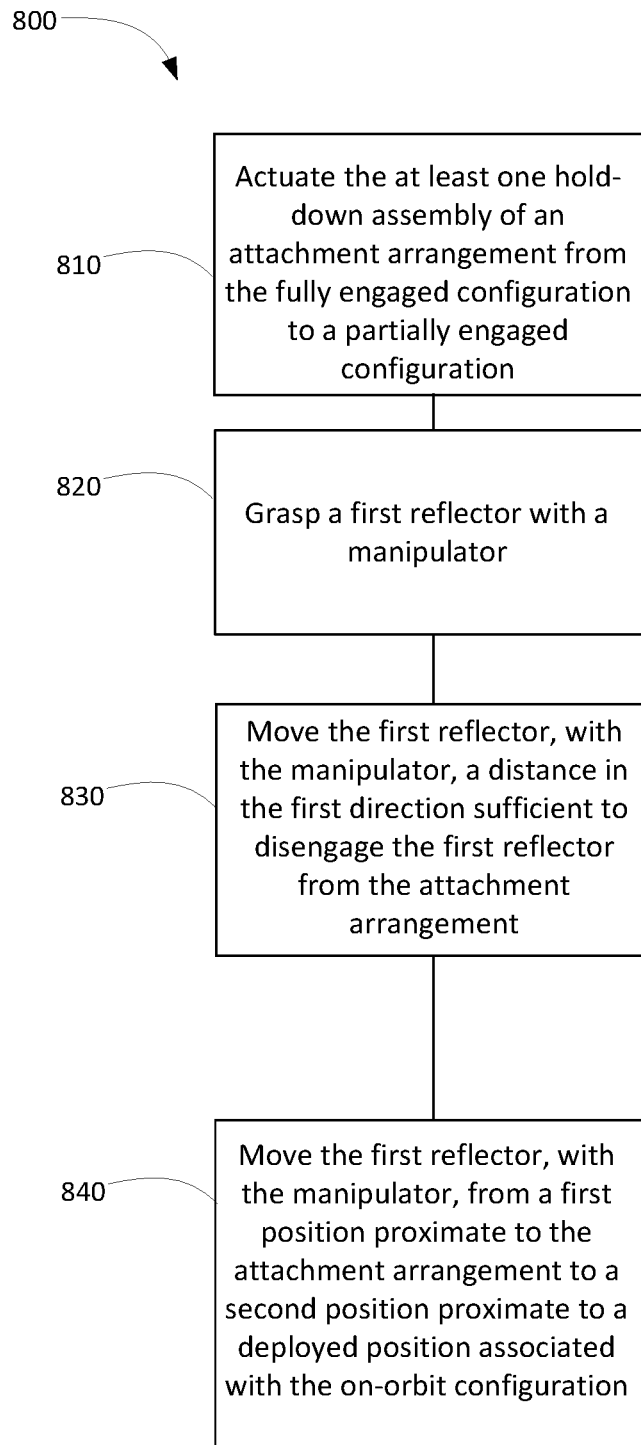 800
Actuate the at least one hold-
down assembly of an
attachment arrangement from
the fully engaged configuration
to a partially engaged
configuration
810
Grasp a first reflector with a
manipulator
820
Move the first reflector, with
the manipulator, a distance in
the first direction sufficient to
disengage the first reflector
from the attachment
arrangement
830
Move the first reflector, with
the manipulator, from a first
position proximate to the
attachment arrangement to a
second position proximate to a
deployed position associated
with the on-orbit configuration
840